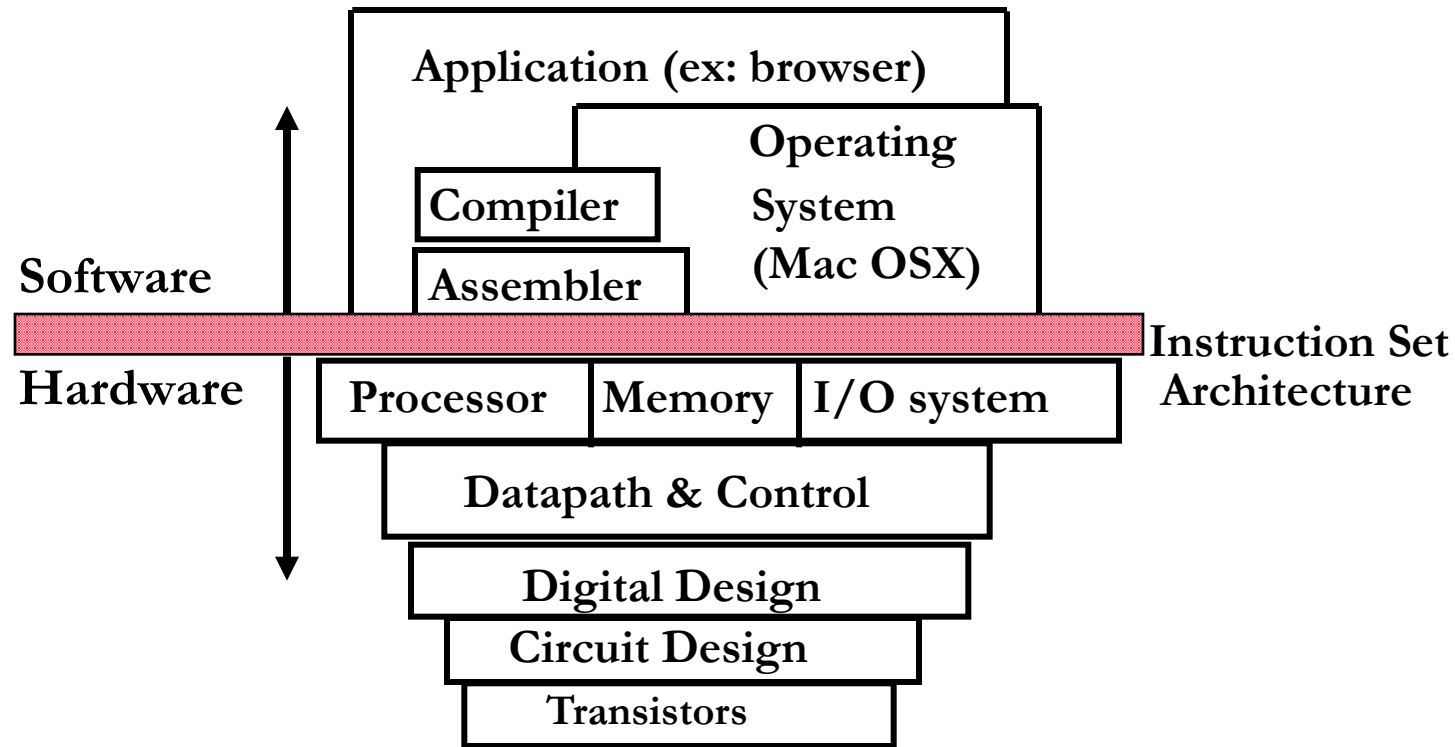 Application (ex: browser)
Operating
Compiler
System
(Mac OSX)
Software
Assembler
Instruction Set
Architecture
Hardware
Processor
Memory
I/O system
Datapath & Control
Digital Design
Circuit Design
Transistors